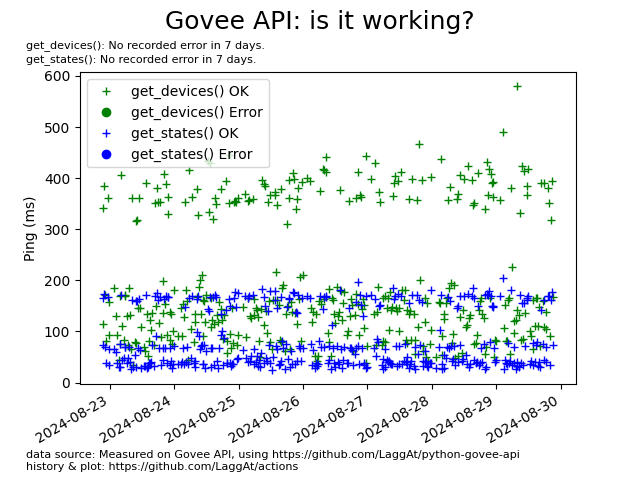 Govee API: is it working?
get_devices(): No recorded error in 7 days.
get_states(): No recorded error in 7 days.
600
500
400
300
200
100
0
Ping (ms)
get_devices() OK
get_devices() Error
get_states() OK
get_states() Error
2024-08-23
2024-08-24
2024-08-25
2024-08-26
2024-08-27
2024-08-28
2024-08-29
2024-08-30
data source: Measured on Govee API, using https://github.com/LaggAt/python-govee-api
history & plot: https://github.com/LaggAt/actions